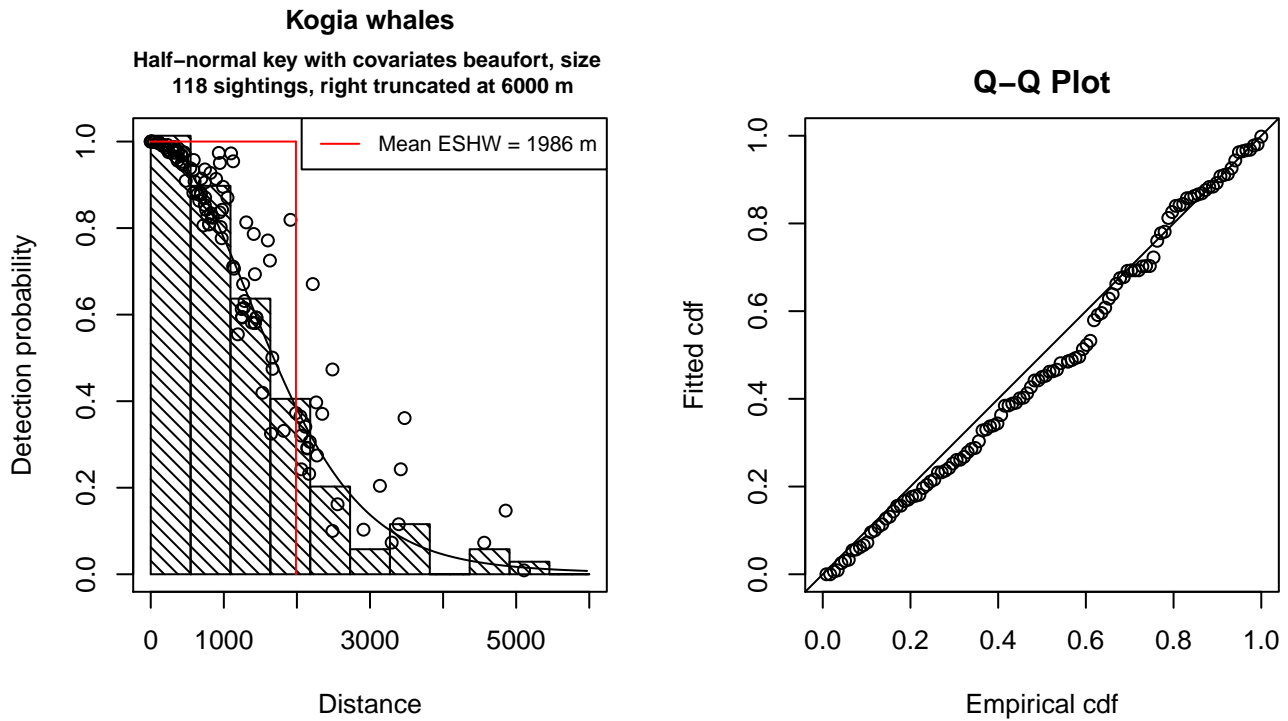 Kogia whales
Half−normal key with covariates beaufort, size
118 sightings, right truncated at 6000 m
Mean ESHW = 1986 m
Detection probability
0.0 0.2 0.4 0.6 0.8 1.0
0 1000 3000 5000
Distance
Q−Q Plot
Fitted cdf
0.0 0.2 0.4 0.6 0.8 1.0
0.0 0.2 0.4 0.6 0.8 1.0
Empirical cdf